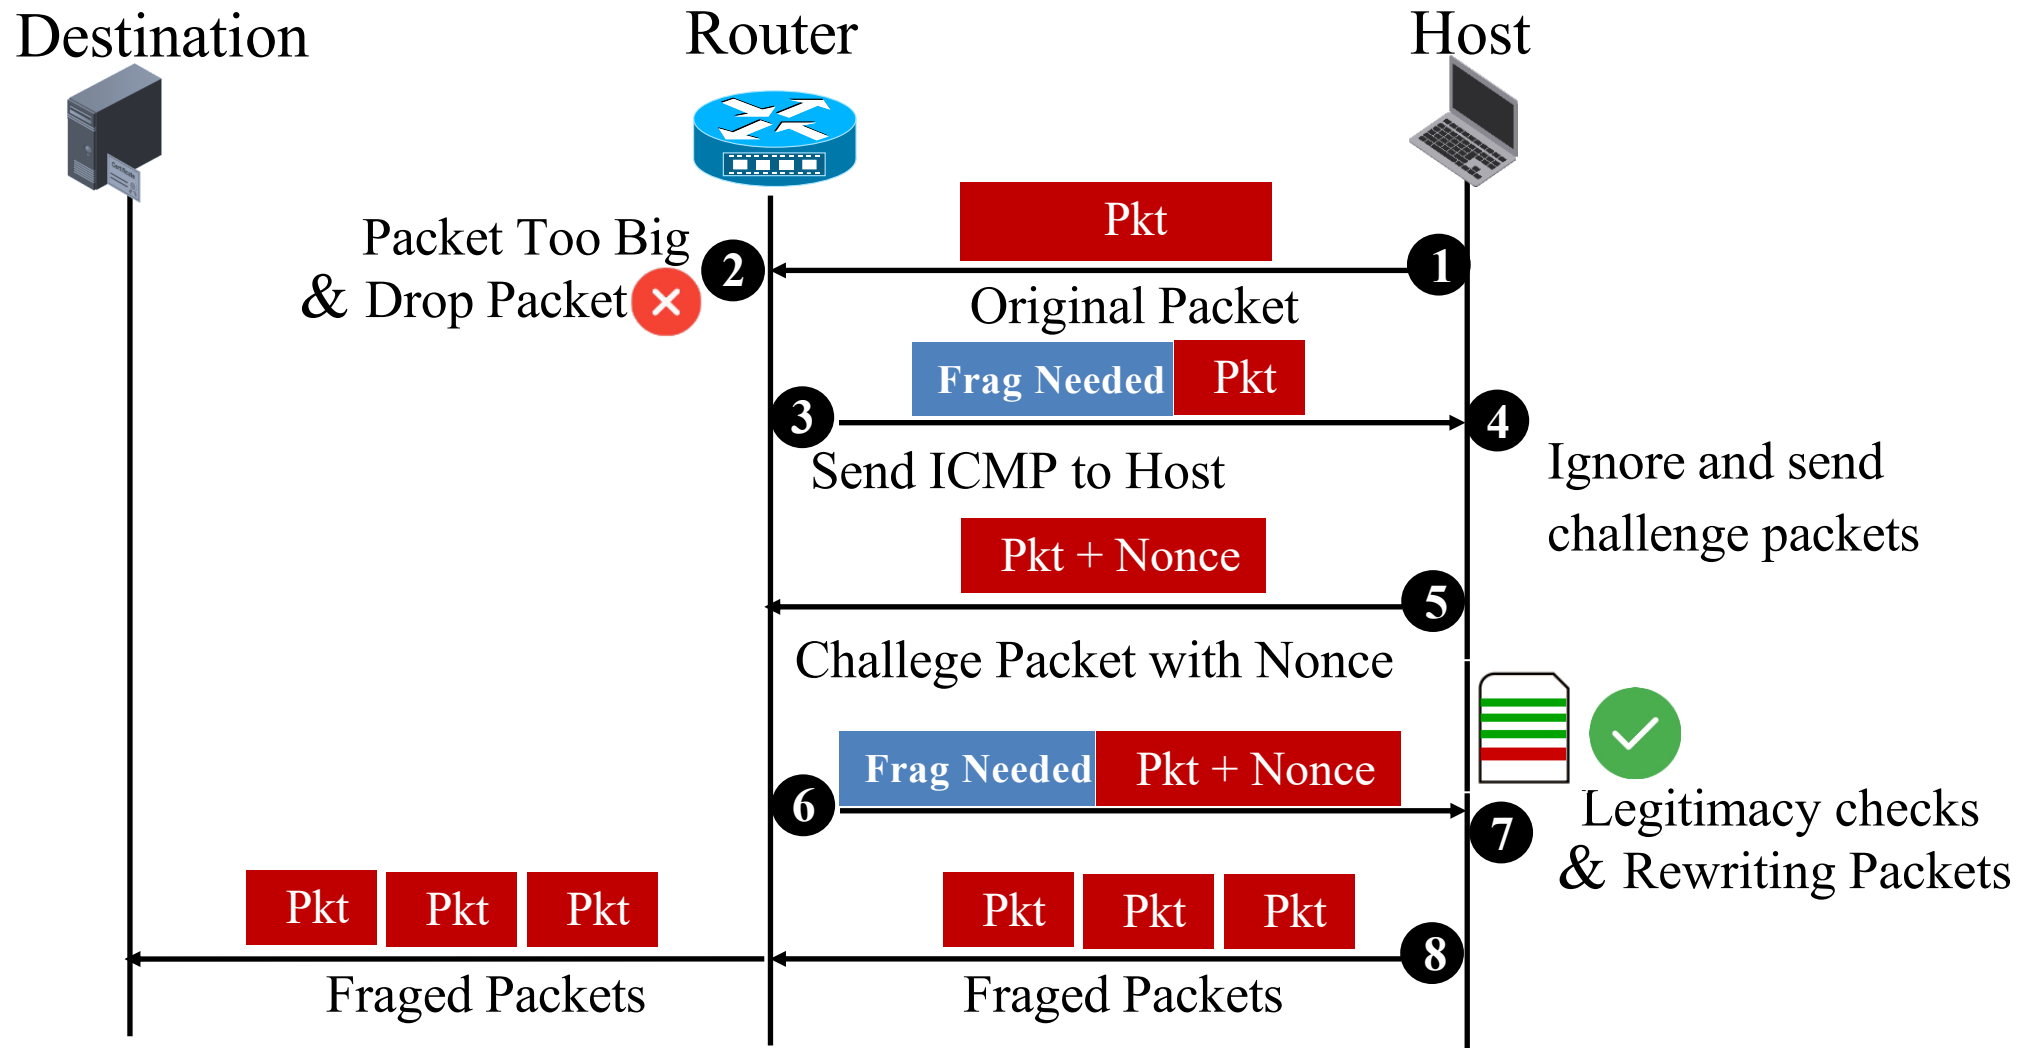 Destination
Router
Host
Certificate
Pkt
Packet Too Big
& Drop Packet
2
1
Original Packet
Frag Needed
Pkt
3
4
Send ICMP to Host
Ignore and send
challenge packets
Pkt + Nonce
5
Challege Packet with Nonce
Frag Needed
Pkt + Nonce
6
7
Legitimacy checks
& Rewriting Packets
Pkt
Pkt
Pkt
Pkt
Pkt
Pkt
8
Fraged Packets
Fraged Packets